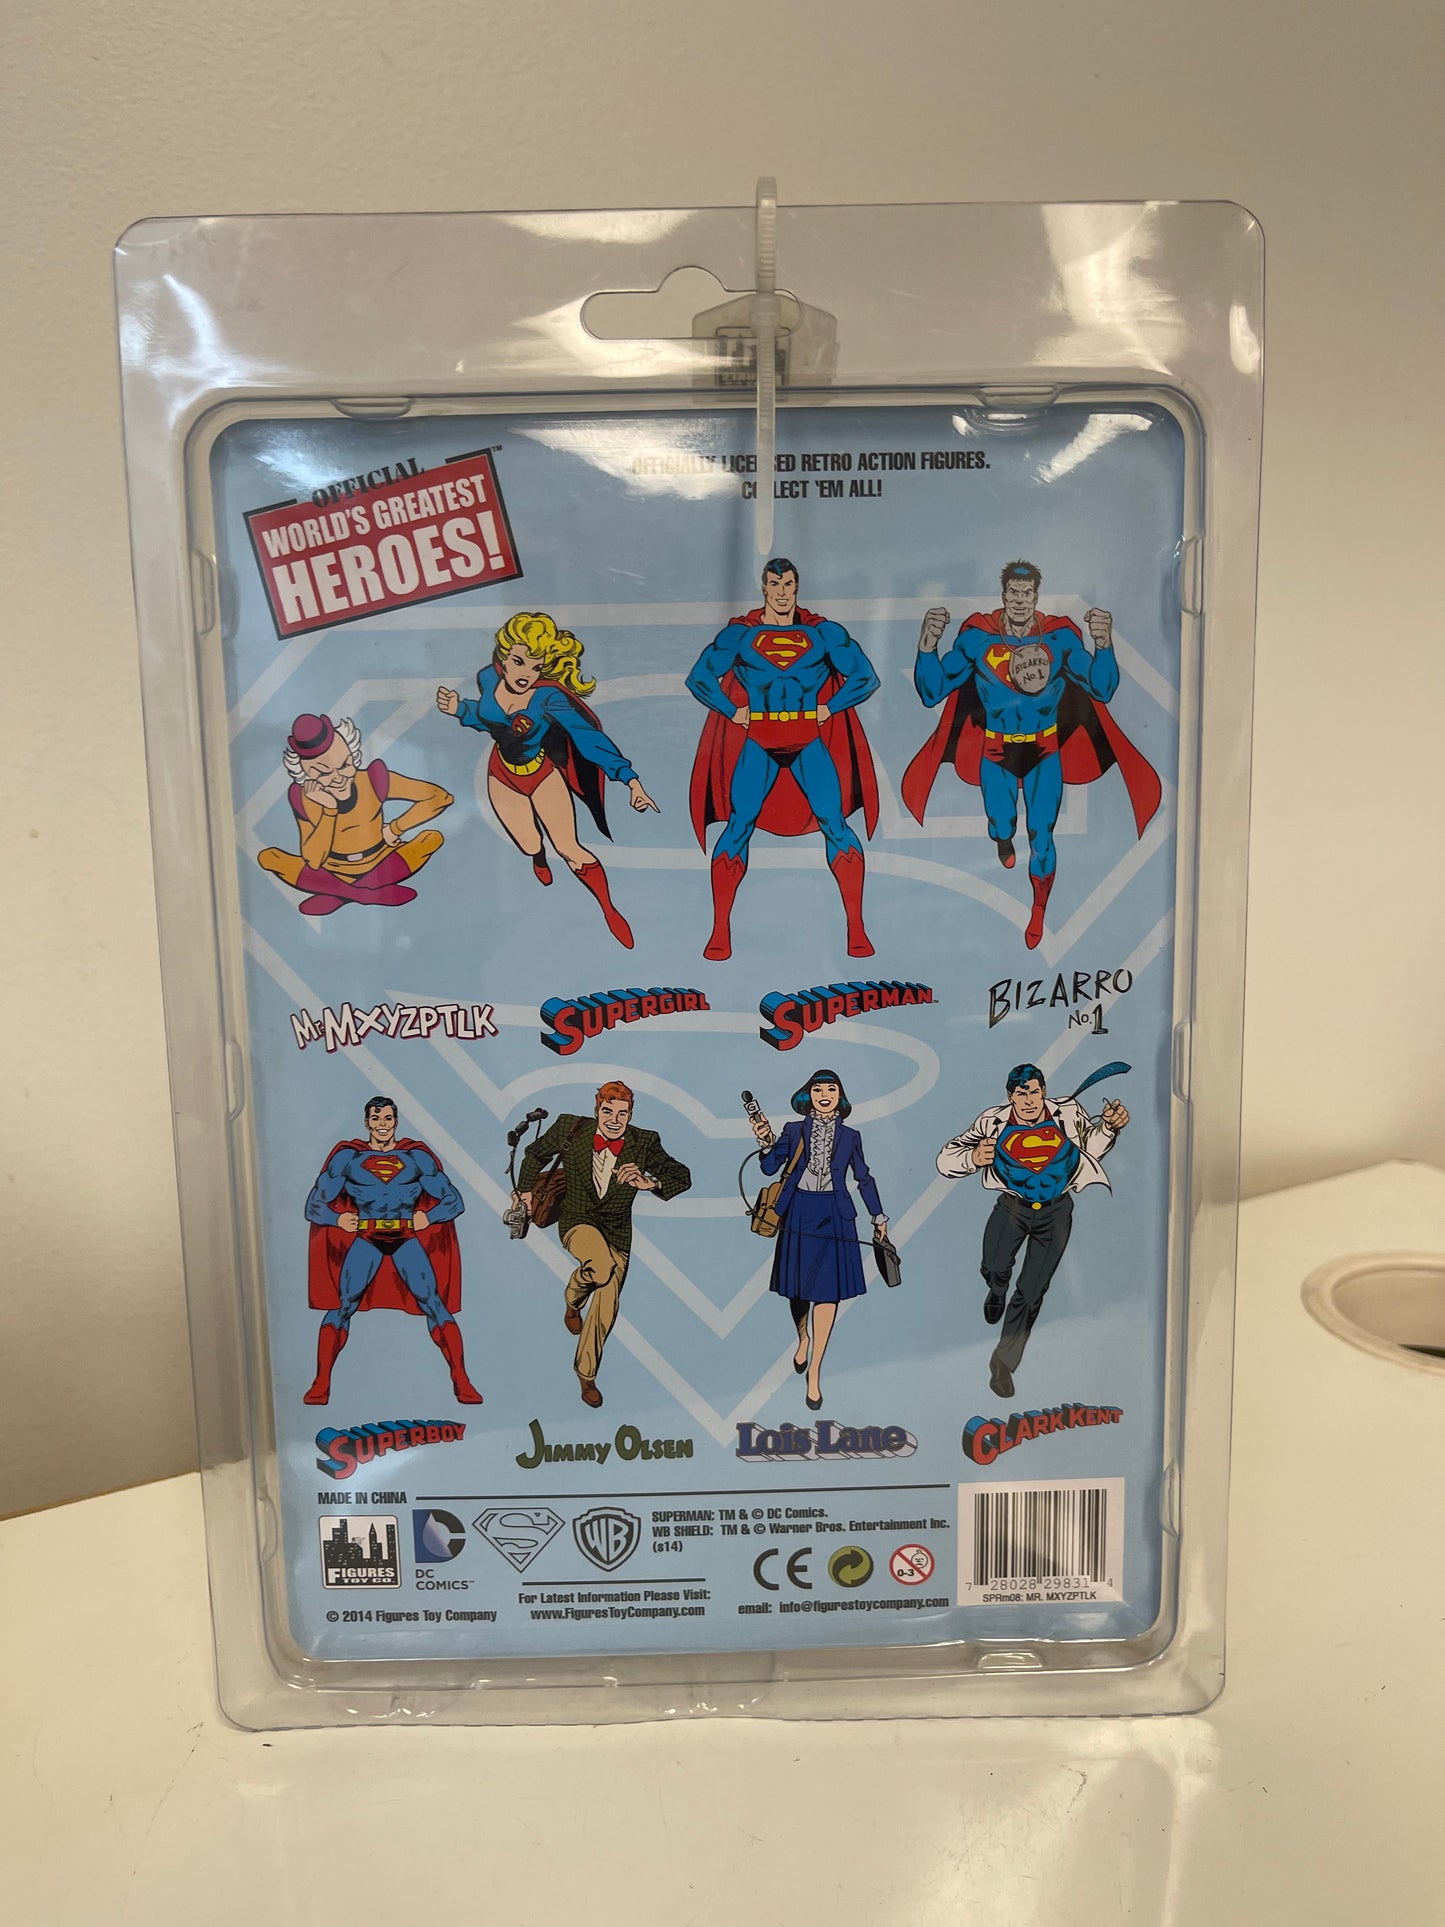 OFFICIAL
WORLD'S GREATEST
HEROES!™
OFFICIALLY LICENSED RETRO ACTION FIGURES.
COLLECT 'EM ALL!
BIZARRO
No.1
Mr. MXYZPTLK
SUPERGIRL
SUPERMAN™
BIZARRO
No.1
SUPERBOY
JIMMY OLSEN
Lois Lane
CLARK KENT
MADE IN CHINA
FIGURES
TOY CO.
DC
COMICS™
WB
SUPERMAN: TM & © DC Comics.
WB SHIELD: TM & © Warner Bros. Entertainment Inc.
(s14)
CE
0-3
For Latest Information Please Visit:
www.FiguresToyCompany.com
© 2014 Figures Toy Company
email: info@figurestoycompany.com
7 28028 29831 4
SPRm08: MR. MXYZPTLK